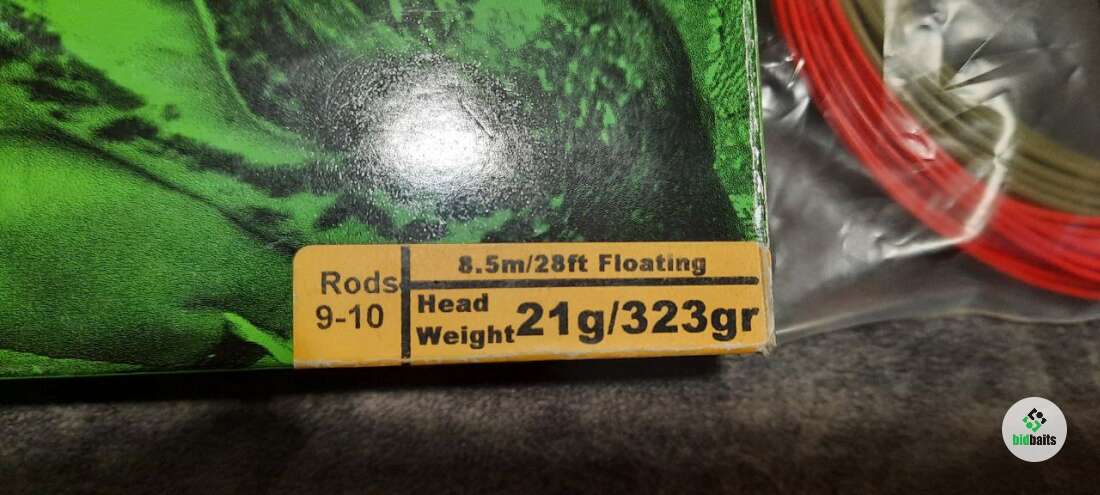 Rods
9-10
8.5m/28ft Floating
Head
Weight 21g/323gr
bidbaits